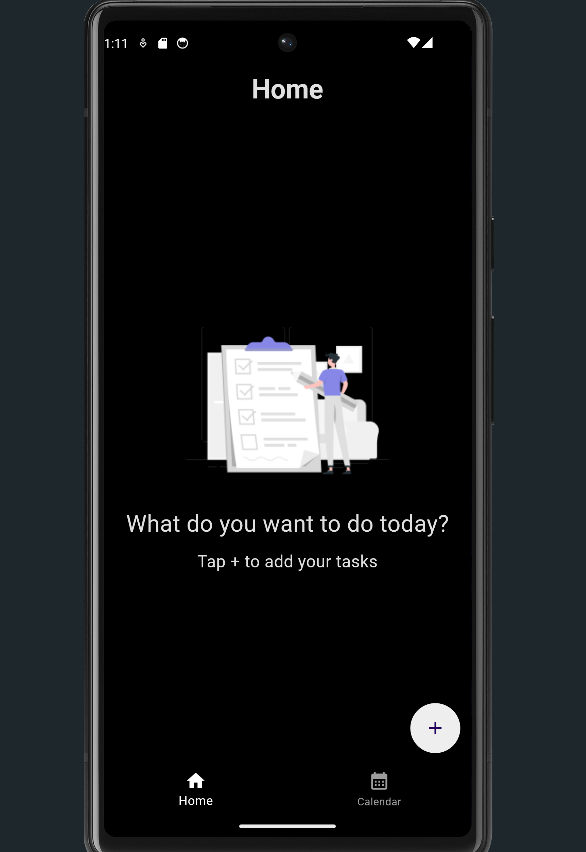 1:11
Home
What do you want to do today?
Tap + to add your tasks
+
Home
Calendar